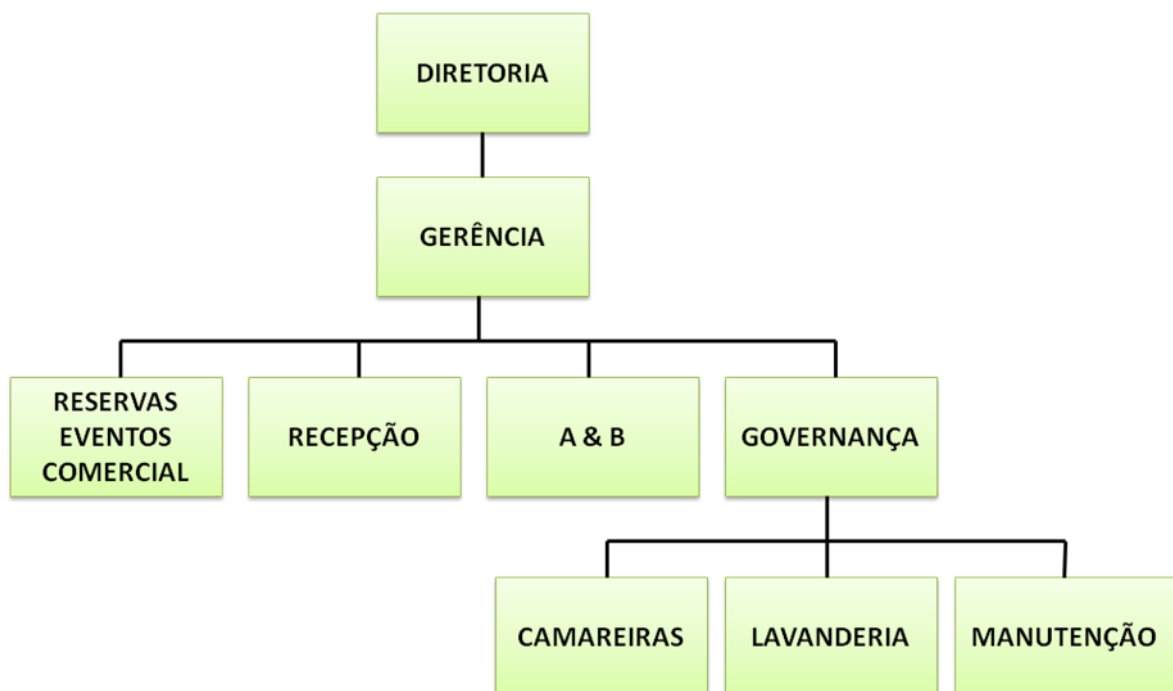 DIRETORIA
GERÊNCIA
RESERVAS
EVENTOS
COMERCIAL
RECEPÇÃO
A & B
GOVERNANÇA
CAMAREIRAS
LAVANDERIA
MANUTENÇÃO